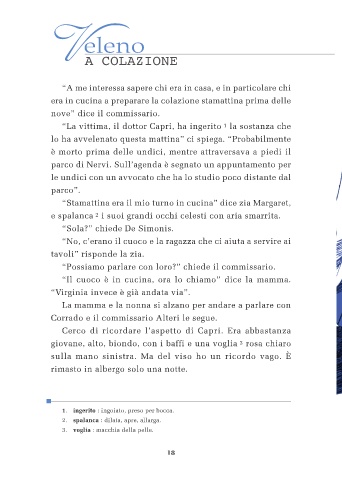 Veleno
A COLAZIONE
“A me interessa sapere chi era in casa, e in particolare chi
era in cucina a preparare la colazione stamattina prima delle
nove” dice il commissario.
“La vittima, il dottor Capri, ha ingerito 1 la sostanza che
lo ha avvelenato questa mattina” ci spiega. “Probabilmente
è morto prima delle undici, mentre attraversava a piedi il
parco di Nervi. Sull’agenda è segnato un appuntamento per
le undici con un avvocato che ha lo studio poco distante dal
parco”.
“Stamattina era il mio turno in cucina” dice zia Margaret,
e spalanca 2 i suoi grandi occhi celesti con aria smarrita.
“Sola?” chiede De Simonis.
“No, c’erano il cuoco e la ragazza che ci aiuta a servire ai
tavoli” risponde la zia.
“Possiamo parlare con loro?” chiede il commissario.
“Il cuoco è in cucina, ora lo chiamo” dice la mamma.
“Virginia invece è già andata via”.
La mamma e la nonna si alzano per andare a parlare con
Corrado e il commissario Alteri le segue.
Cerco di ricordare l’aspetto di Capri. Era abbastanza
giovane, alto, biondo, con i baffi e una voglia 3 rosa chiaro
sulla mano sinistra. Ma del viso ho un ricordo vago. È
rimasto in albergo solo una notte.
1. ingerito : ingoiato, preso per bocca.
2. spalanca : dilata, apre, allarga.
3. voglia : macchia della pelle.
18